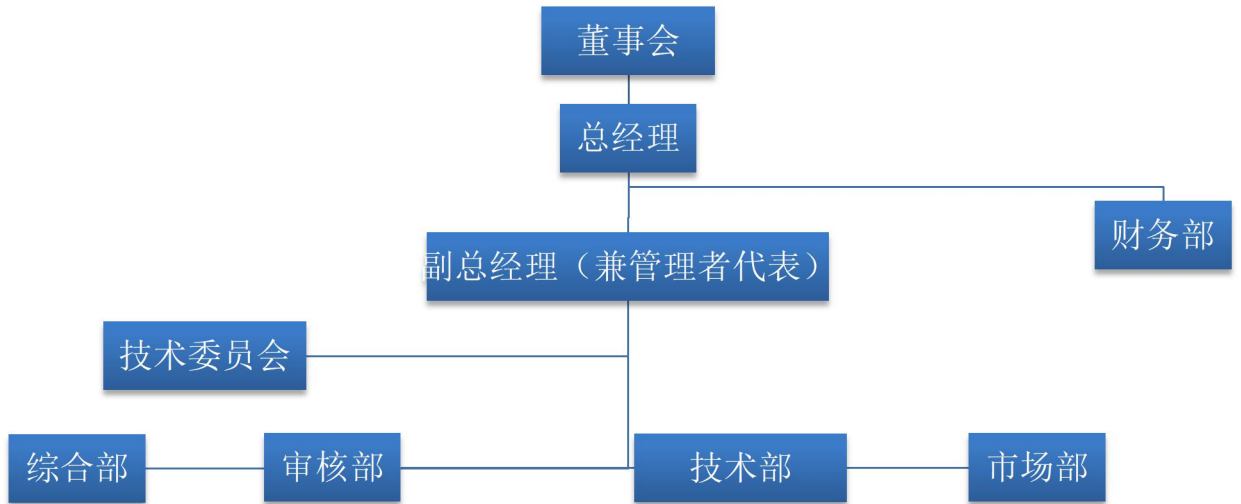 董事会
总经理
财务部
副总经理（兼管理者代表）
技术委员会
综合部
审核部
技术部
市场部